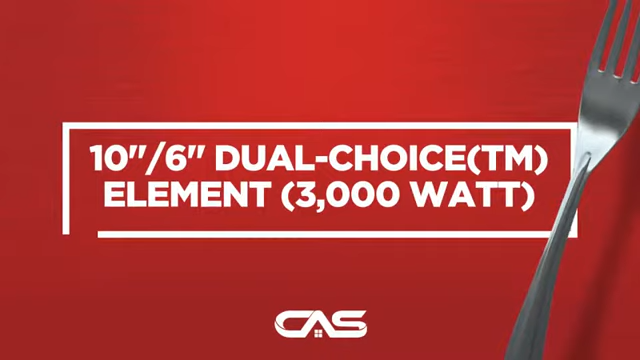 10"/6" DUAL-CHOICE(TM)
ELEMENT (3,000 WATT)
CAS